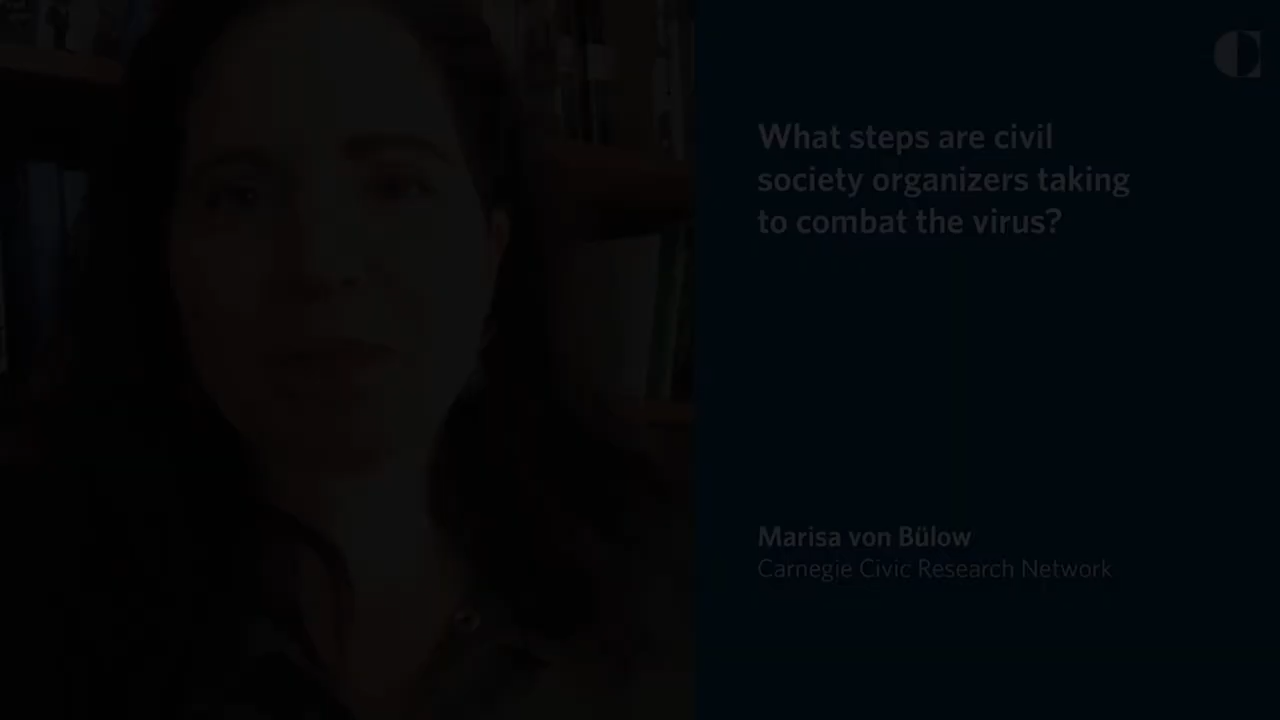 What steps are civil
society organizers taking
to combat the virus?
Marisa von Bülow
Carnegie Civic Research Network